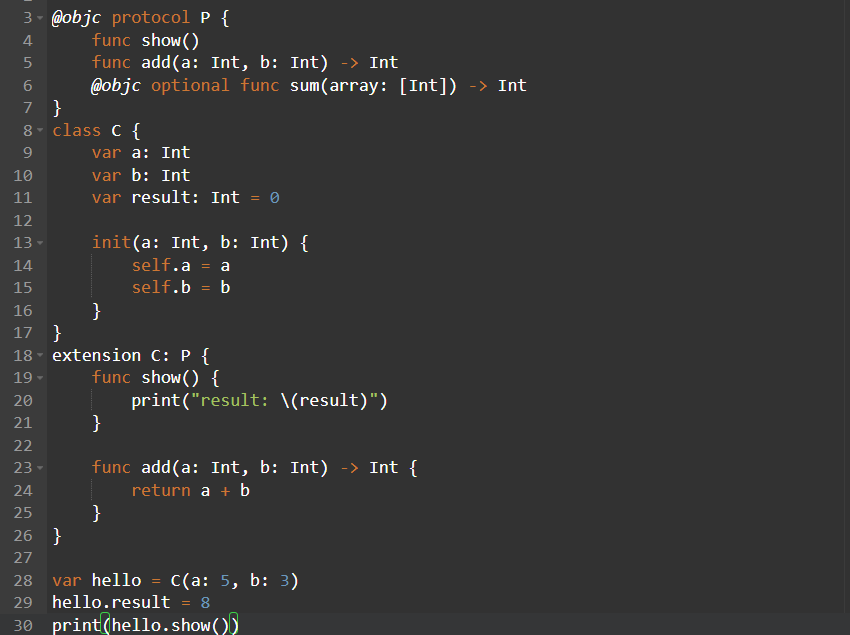 3 @objc protocol P {
4 func show()
5 func add(a: Int, b: Int) -> Int
6 @objc optional func sum(array: [Int]) -> Int
7 }
8 class C {
9 var a: Int
10 var b: Int
11 var result: Int = 0
12
13 init(a: Int, b: Int) {
14 self.a = a
15 self.b = b
16 }
17 }
18 extension C: P {
19 func show() {
20 print("result: \(result)")
21 }
22
23 func add(a: Int, b: Int) -> Int {
24 return a + b
25 }
26 }
27
28 var hello = C(a: 5, b: 3)
29 hello.result = 8
30 print(hello.show())